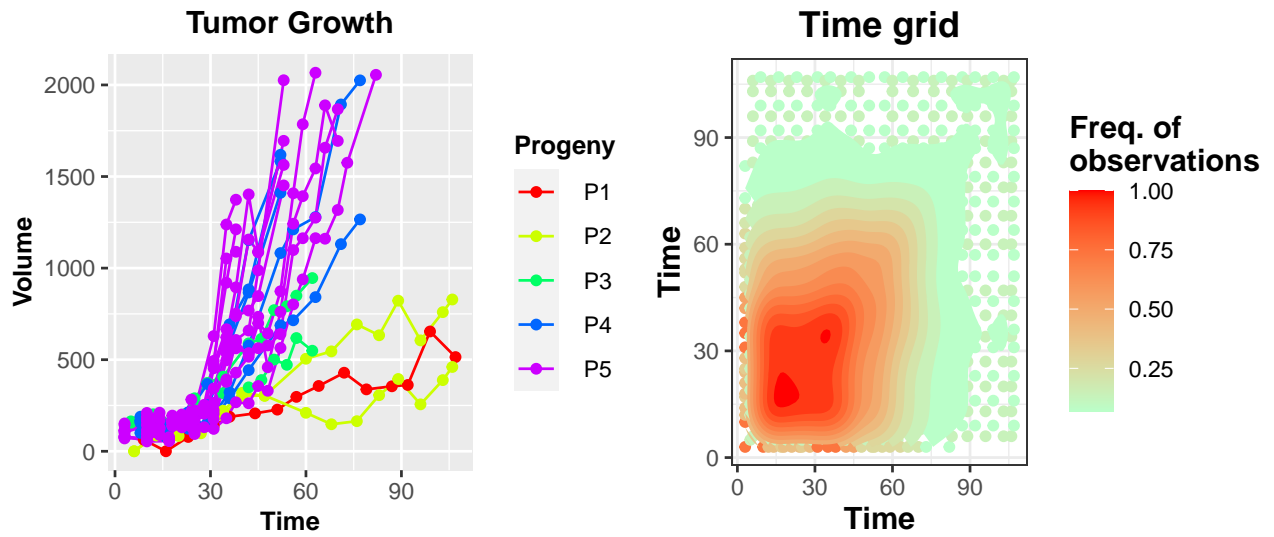 Tumor Growth
Volume
2000
1500
1000
500
0
0 30 60 90
Time
Progeny
P1
P2
P3
P4
P5
Time grid
Time
90
60
30
0
0 30 60 90
Time
Freq. of
observations
1.00
0.75
0.50
0.25